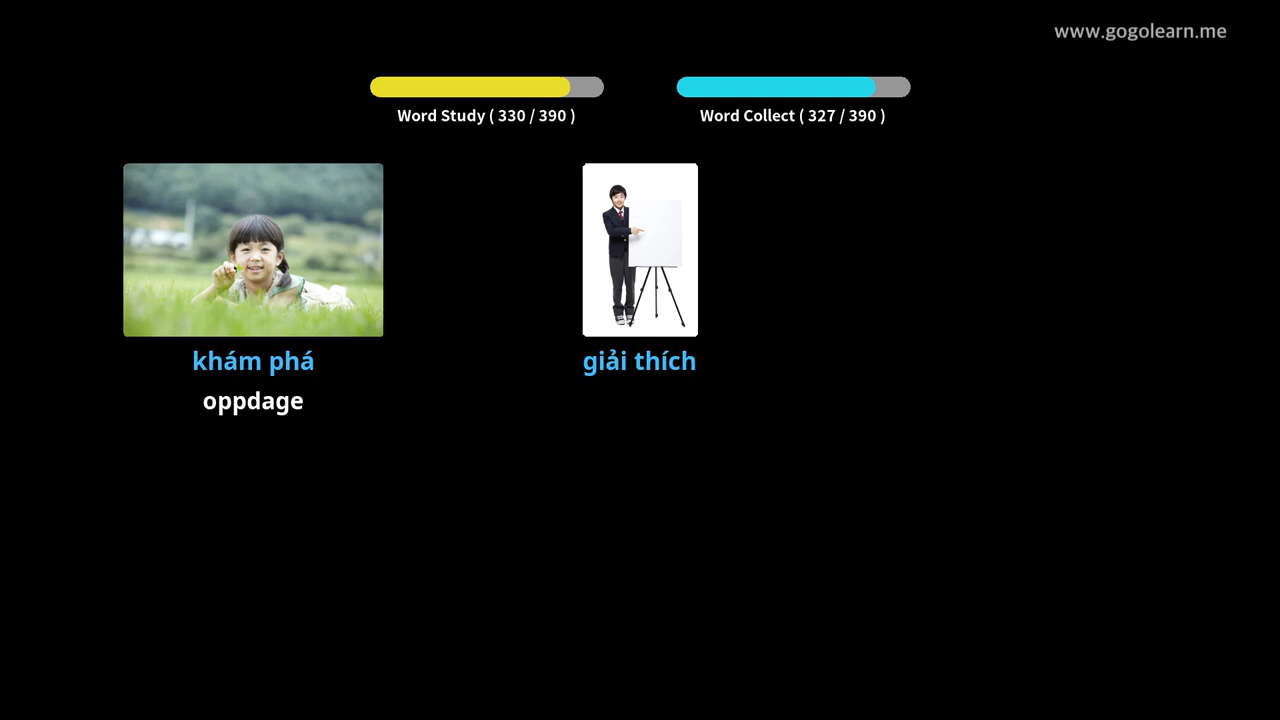 www.gogolearn.me
Word Study ( 330 / 390 )
Word Collect ( 327 / 390 )
khám phá
oppdage
giải thích